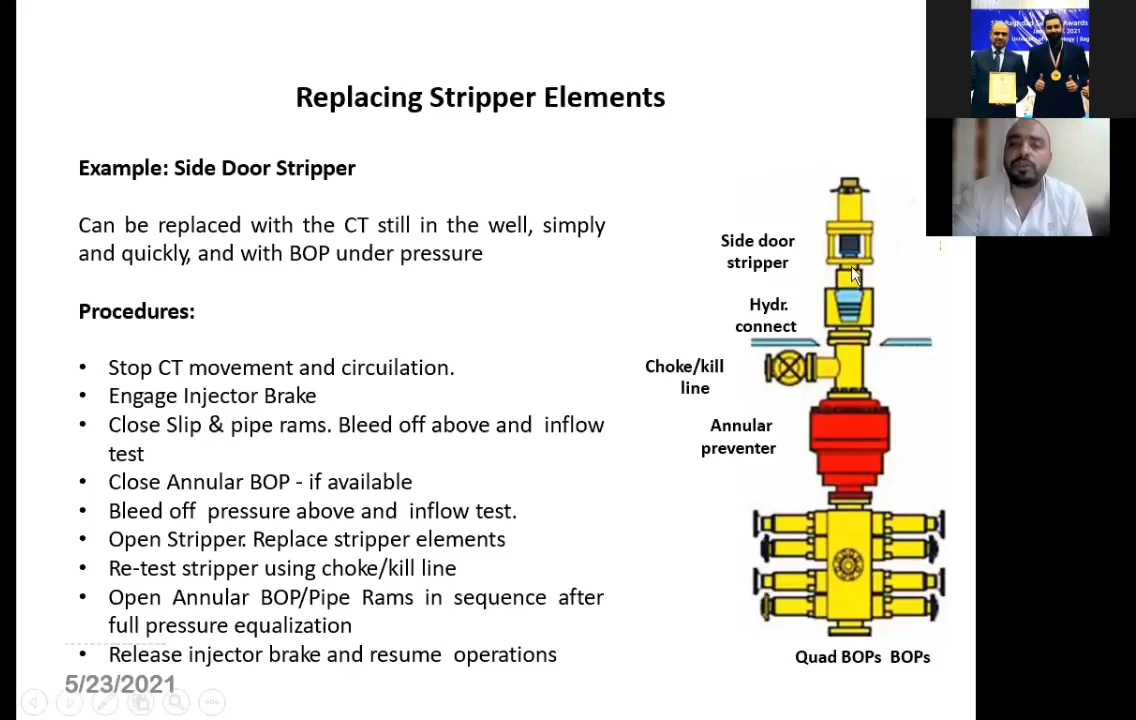 Replacing Stripper Elements
Example: Side Door Stripper
Can be replaced with the CT still in the well, simply
and quickly, and with BOP under pressure
Procedures:
• Stop CT movement and circuilation.
• Engage Injector Brake
• Close Slip & pipe rams. Bleed off above and inflow
test
• Close Annular BOP - if available
• Bleed off pressure above and inflow test.
• Open Stripper. Replace stripper elements
• Re-test stripper using choke/kill line
• Open Annular BOP/Pipe Rams in sequence after
full pressure equalization
• Release injector brake and resume operations
5/23/2021
Side door
stripper
Hydr.
connect
Choke/kill
line
Annular
preventer
Quad BOPs BOPs
Baghdad
Awards
2021